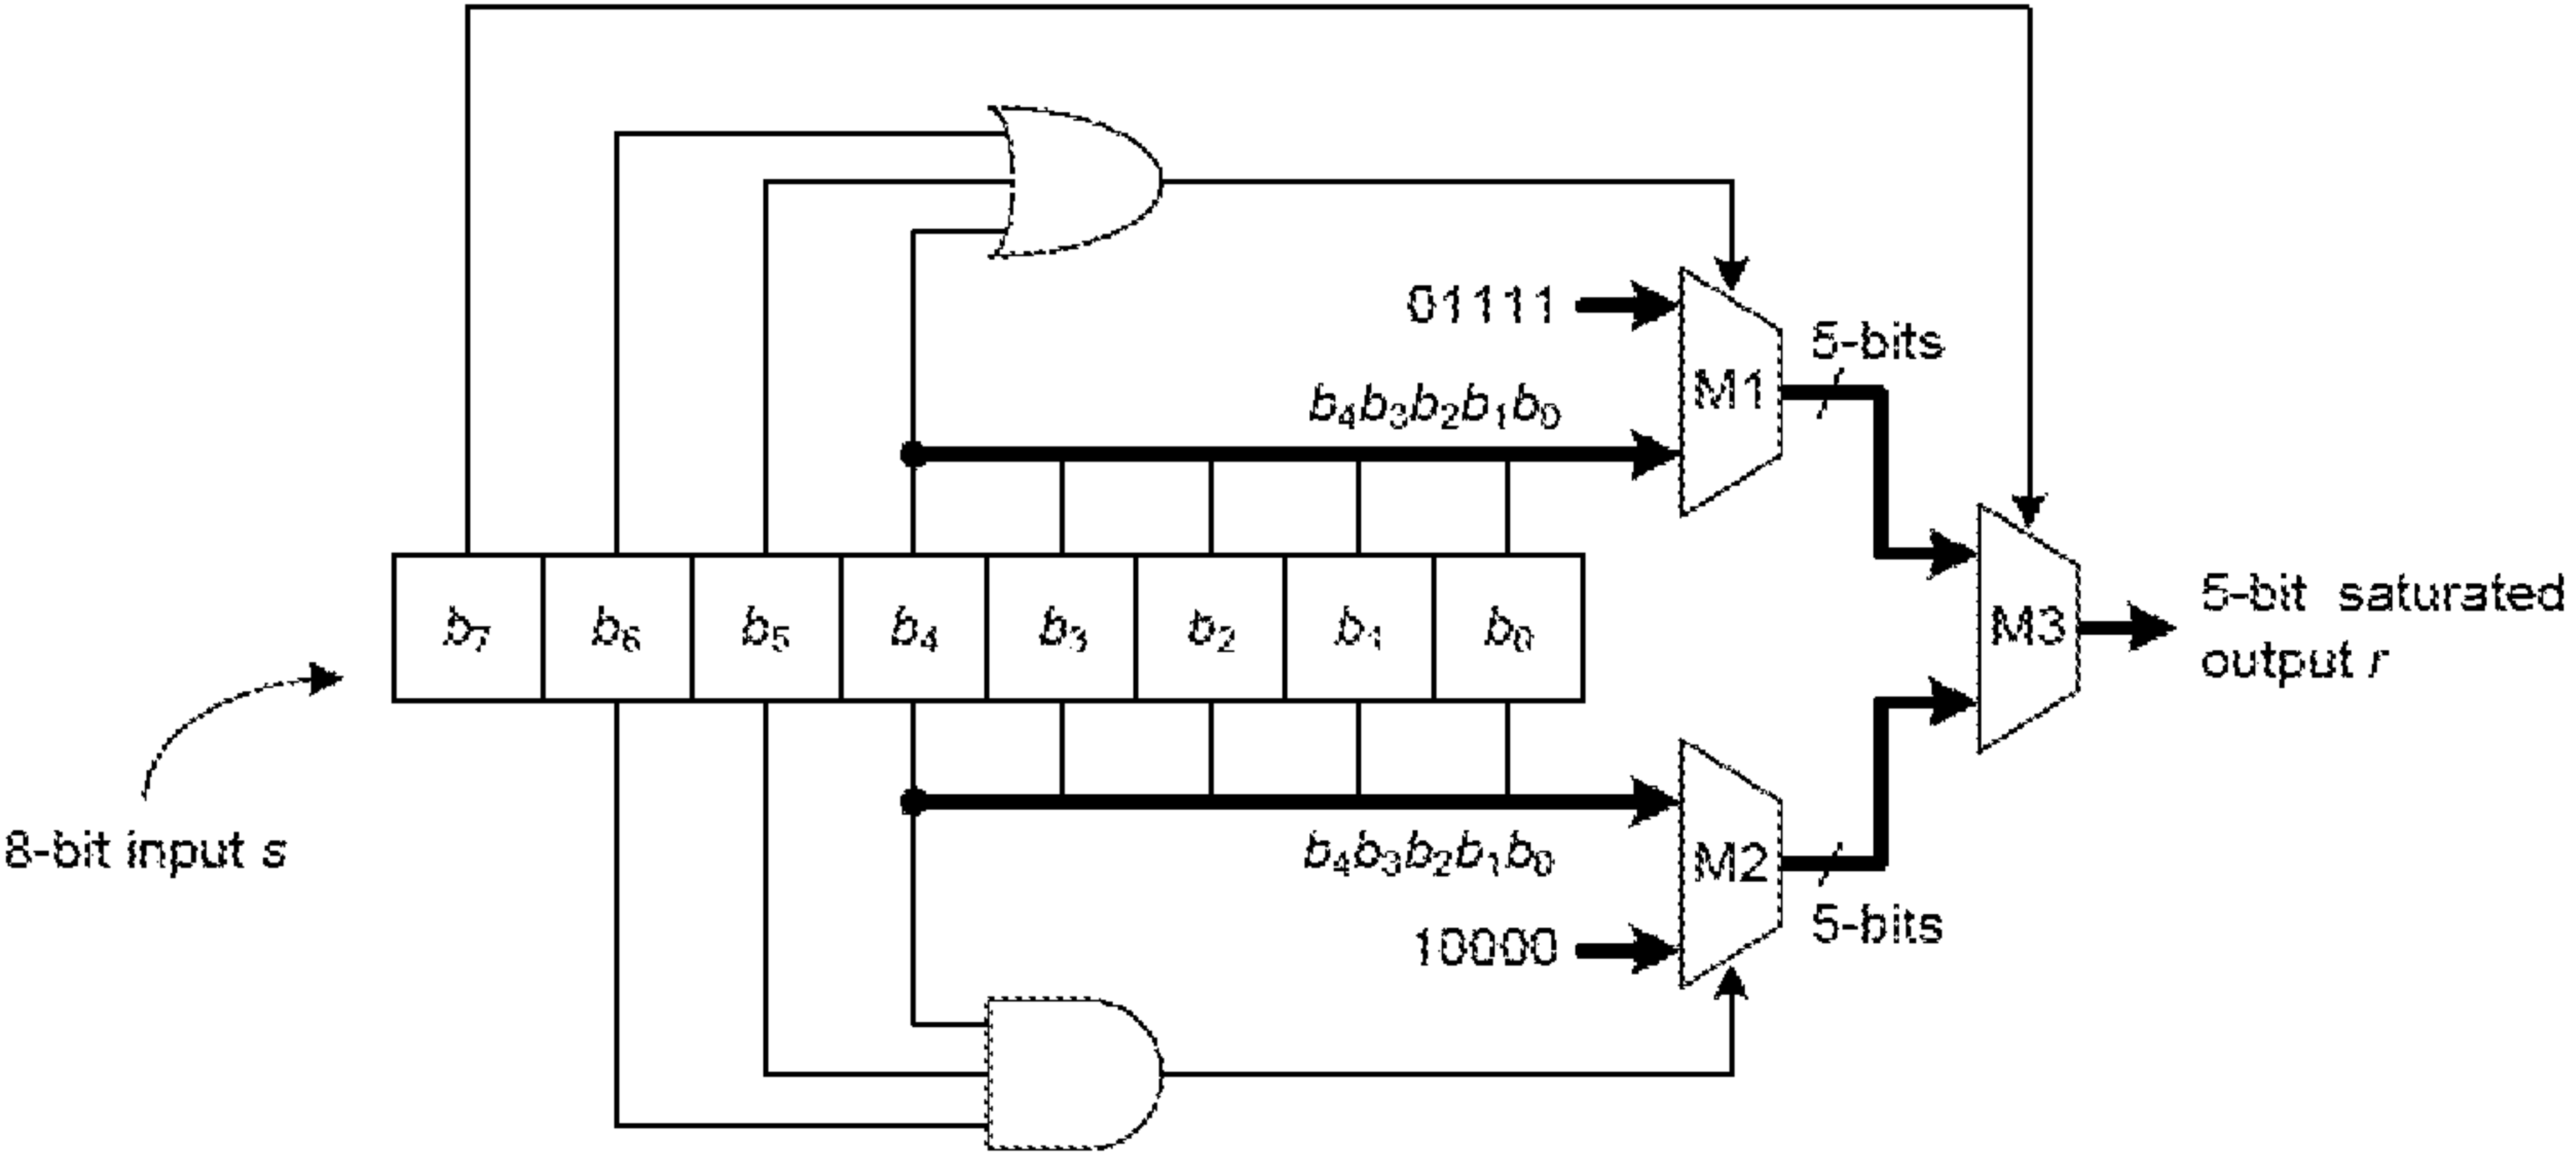 01111
5-bits
M1
b₄b₃b₂b₁b₀
b₇ b₆ b₅ b₄ b₃ b₂ b₁ b₀
M3
5-bit saturated
output r
8-bit input s
b₄b₃b₂b₁b₀
M2
10000
5-bits